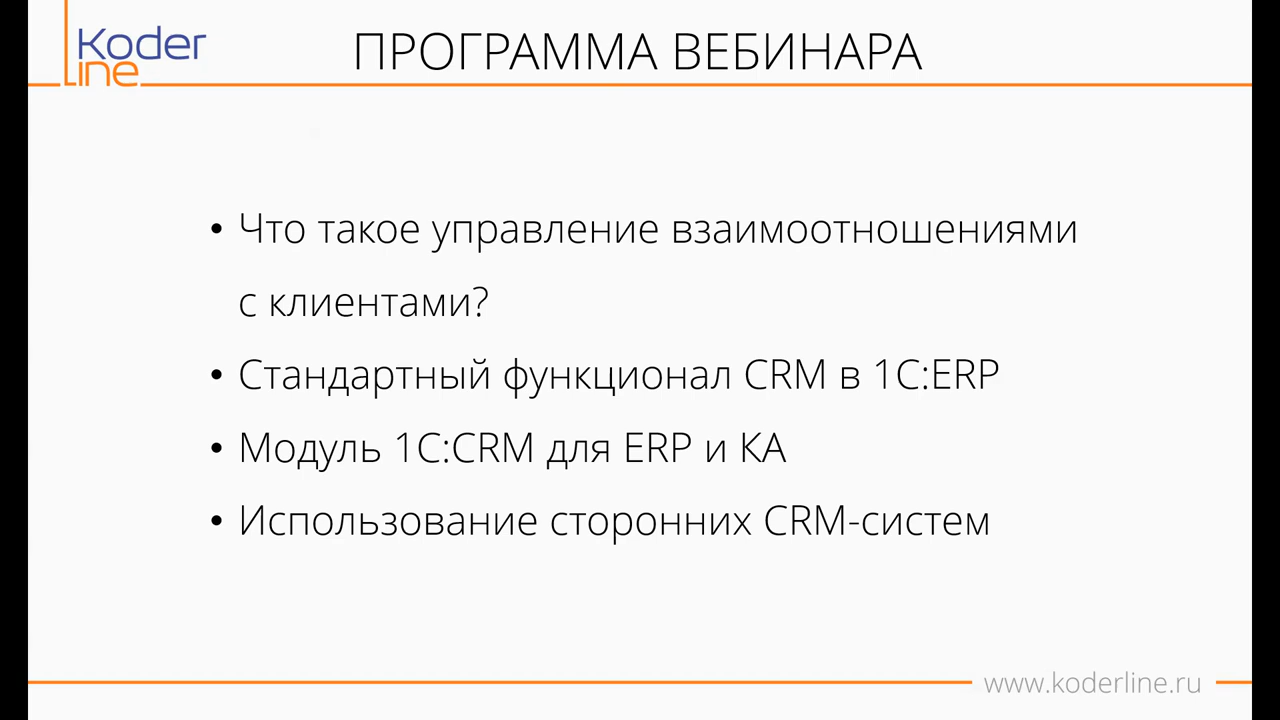 Koder
line
ПРОГРАММА ВЕБИНАРА
• Что такое управление взаимоотношениями
с клиентами?
• Стандартный функционал CRM в 1С:ERP
• Модуль 1С:CRM для ERP и КА
• Использование сторонних CRM-систем
www.koderline.ru